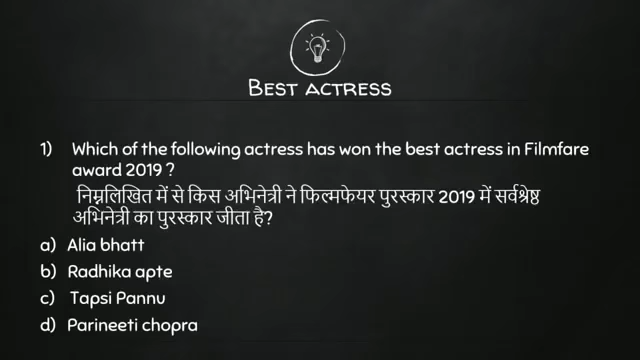 BEST ACTRESS
1) Which of the following actress has won the best actress in Filmfare
award 2019 ?
निम्नलिखित में से किस अभिनेत्री ने फिल्मफेयर पुरस्कार 2019 में सर्वश्रेष्ठ
अभिनेत्री का पुरस्कार जीता है?
a) Alia bhatt
b) Radhika apte
c) Tapsi Pannu
d) Parineeti chopra